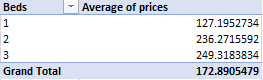 Beds Average of prices
1 127.1952734
2 236.2715592
3 249.3183834
Grand Total 172.8905479